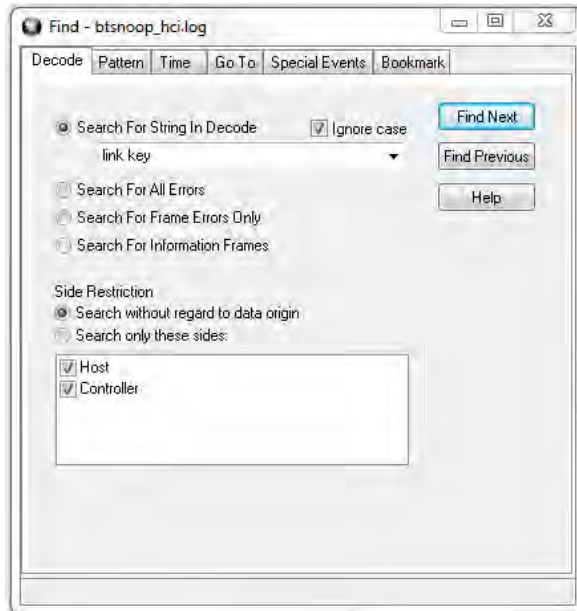 Find - btsnoop_hci.log
Decode Pattern Time Go To Special Events Bookmark
Search For String In Decode Ignore case Find Next
link key Find Previous
Search For All Errors Help
Search For Frame Errors Only
Search For Information Frames
Side Restriction
Search without regard to data origin
Search only these sides:
Host
Controller